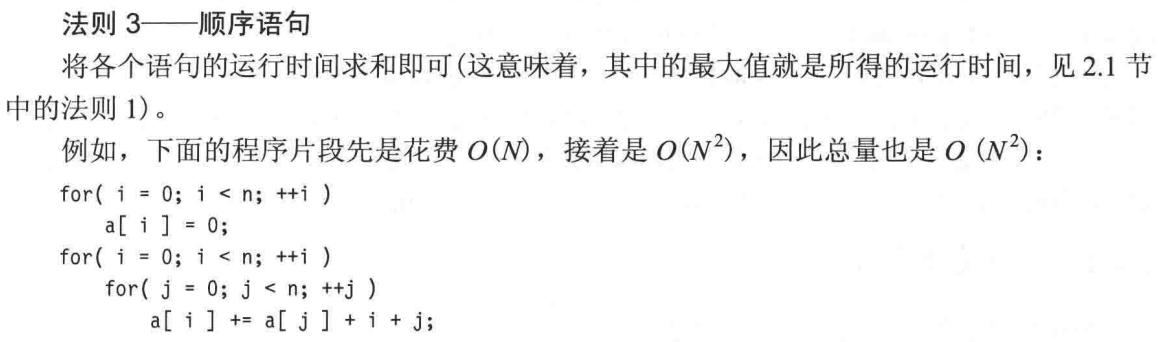 法则 3——顺序语句
将各个语句的运行时间求和即可(这意味着，其中的最大值就是所得的运行时间，见 2.1 节
中的法则 1)。
例如，下面的程序片段先是花费 O(N)，接着是 O(N²)，因此总量也是 O (N²)：
for( i = 0; i < n; ++i )
    a[ i ] = 0;
for( i = 0; i < n; ++i )
    for( j = 0; j < n; ++j )
        a[ i ] += a[ j ] + i + j;